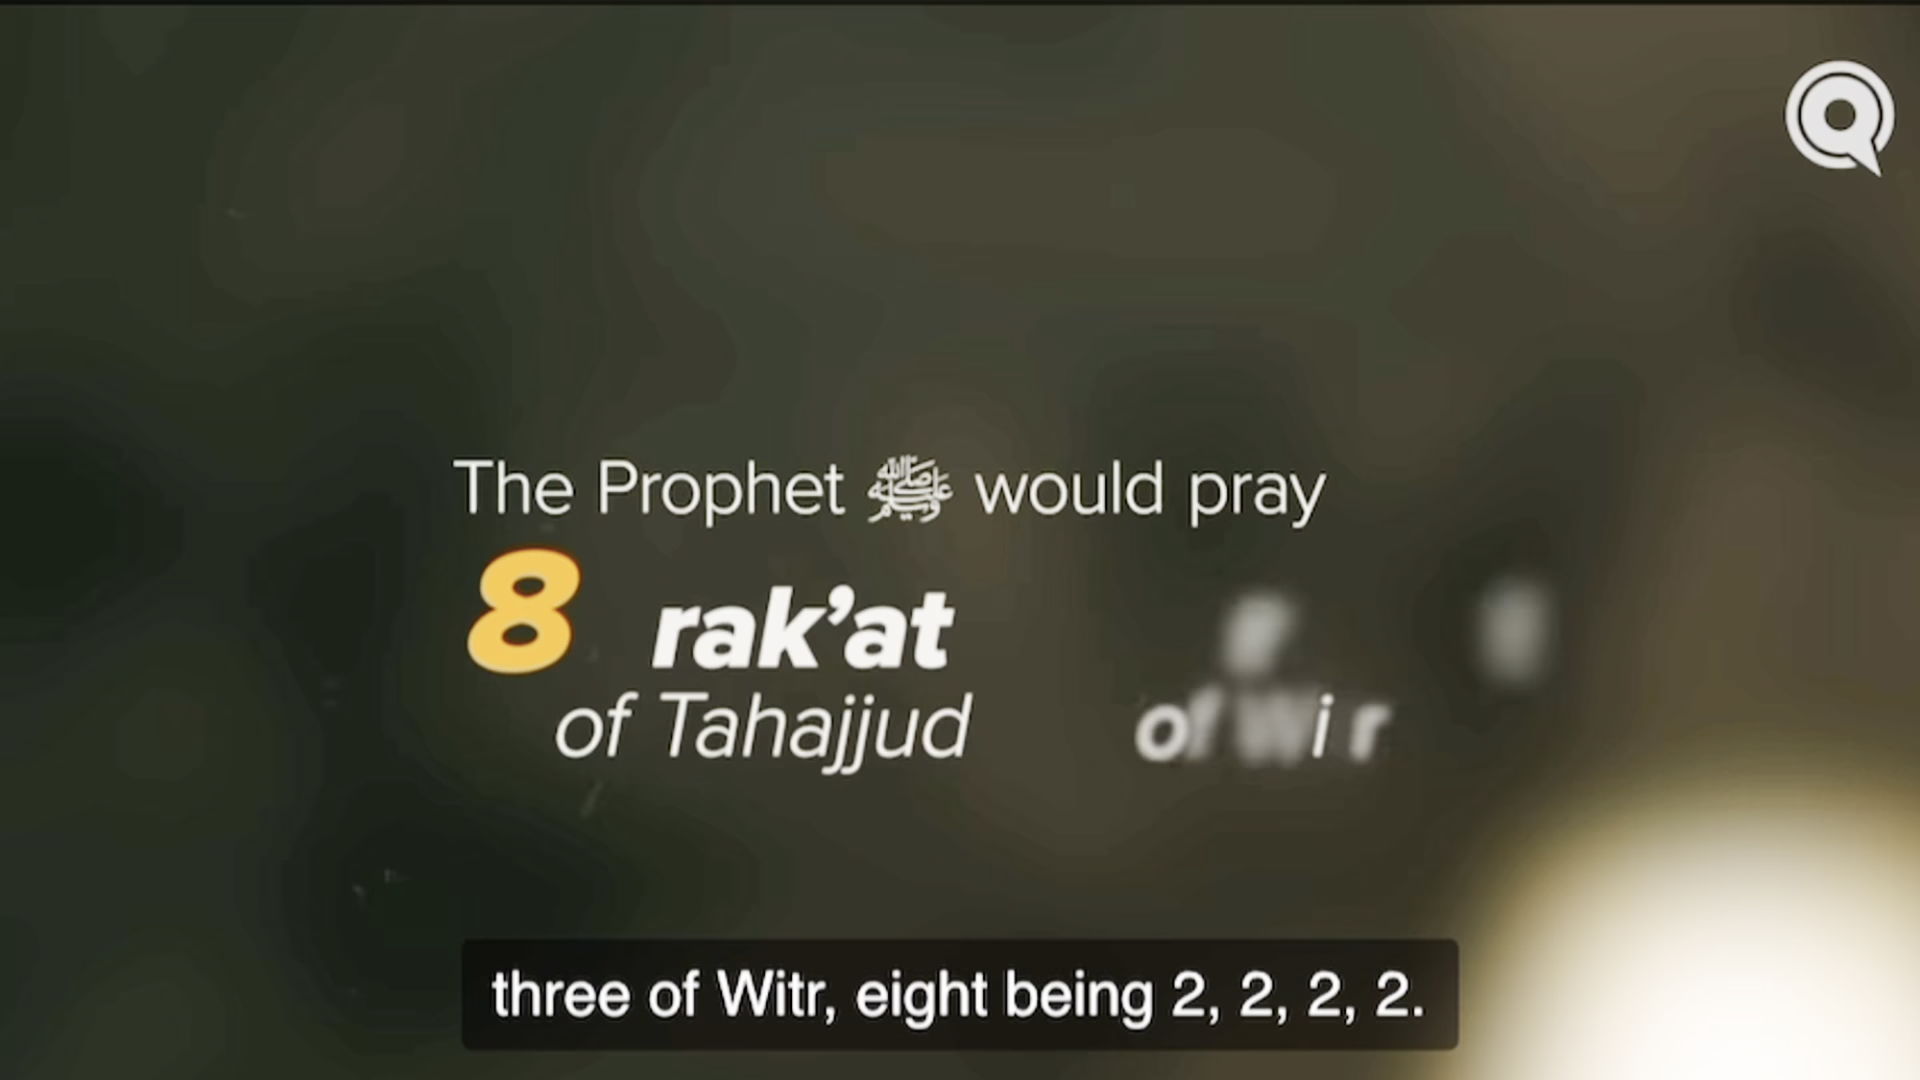 The Prophet ﷺ would pray
8 rak’at
of Tahajjud
of
three of Witr, eight being 2, 2, 2, 2.